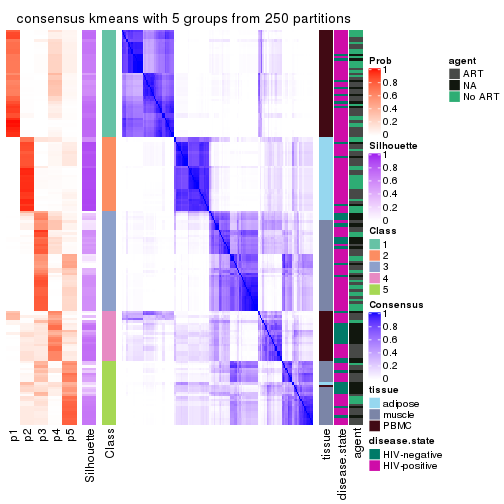 consensus kmeans with 5 groups from 250 partitions
p1
p2
p3
p4
p5
Silhouette
Class
tissue
disease.state
agent
Prob
1
0.8
0.6
0.4
0.2
0
Silhouette
1
0.8
0.6
0.4
0.2
0
Class
1
2
3
4
5
Consensus
1
0.8
0.6
0.4
0.2
0
tissue
adipose
muscle
PBMC
disease.state
HIV-negative
HIV-positive
agent
ART
NA
No ART